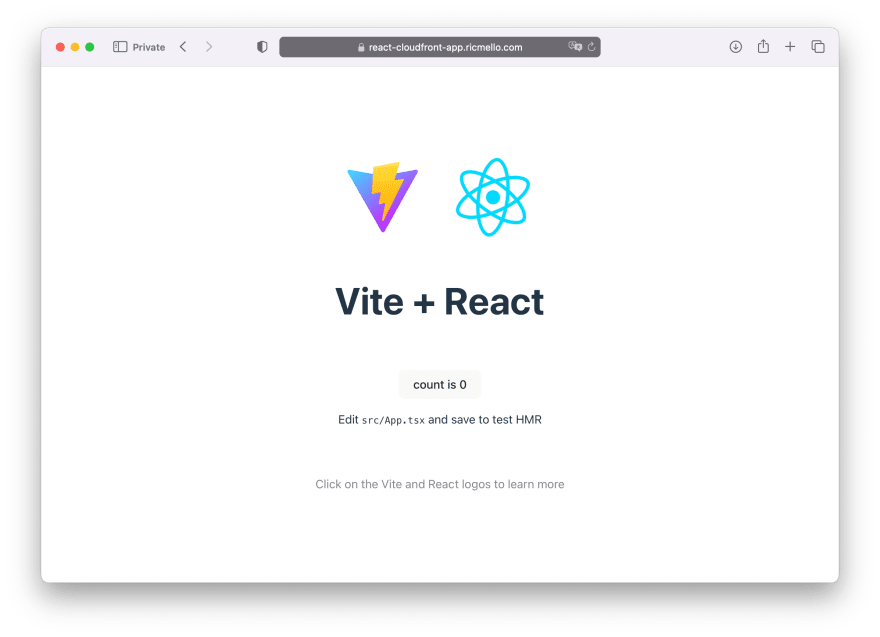 Private
react-cloudfront-app.ricmello.com
Vite + React
count is 0
Edit src/App.tsx and save to test HMR
Click on the Vite and React logos to learn more